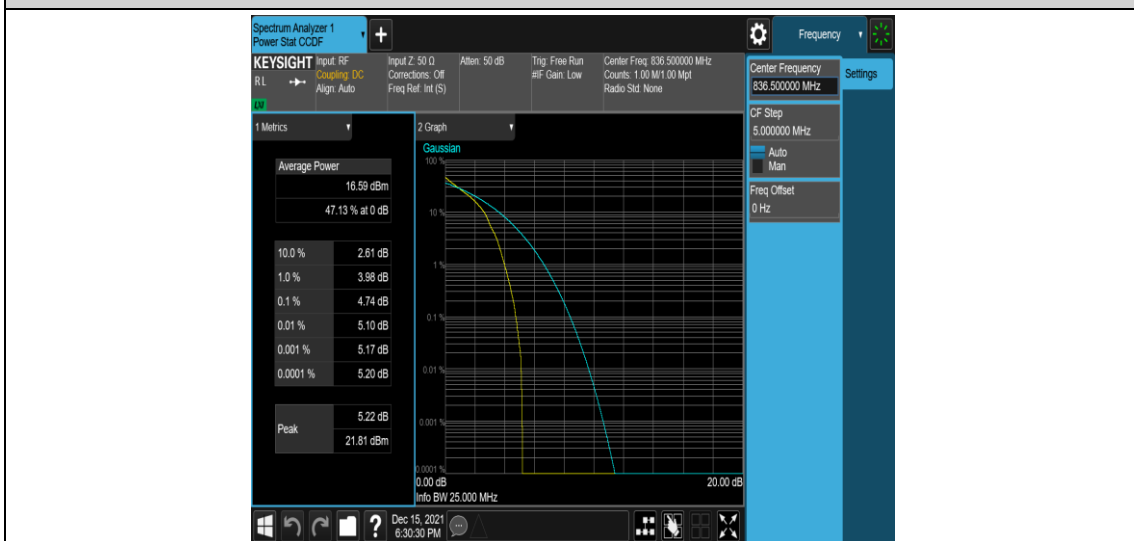 Spectrum Analyzer 1
Power Stat CCDF
+
Frequency
KEYSIGHT
RL
LXI
Input: RF
Coupling: DC
Align: Auto
Input Z: 50 Ω
Corrections: Off
Freq Ref: Int (S)
Atten: 50 dB
Trig: Free Run
#IF Gain: Low
Center Freq: 836.500000 MHz
Counts: 1.00 M/1.00 Mpt
Radio Std: None
Center Frequency
836.500000 MHz
Settings
CF Step
5.000000 MHz
Auto
Man
Freq Offset
0 Hz
1 Metrics
Average Power
16.59 dBm
47.13 % at 0 dB
10.0 % 2.61 dB
1.0 % 3.98 dB
0.1 % 4.74 dB
0.01 % 5.10 dB
0.001 % 5.17 dB
0.0001 % 5.20 dB
Peak
5.22 dB
21.81 dBm
2 Graph
Gaussian
100 %
10 %
1 %
0.1 %
0.01 %
0.001 %
0.0001 %
0.00 dB 20.00 dB
Info BW 25.000 MHz
?
Dec 15, 2021
6:30:30 PM